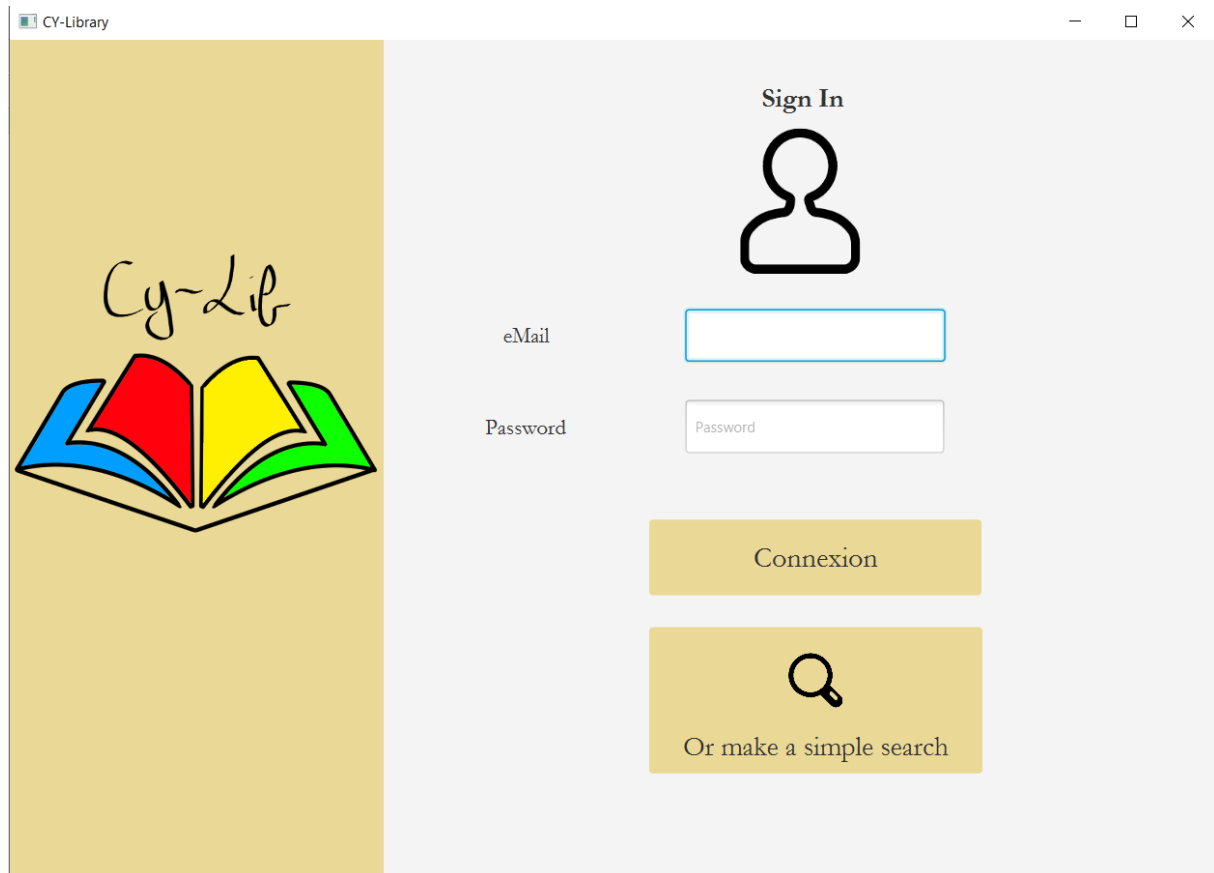 CY-Library
Cy-Lib
Sign In
eMail
Password
Password
Connexion
Or make a simple search